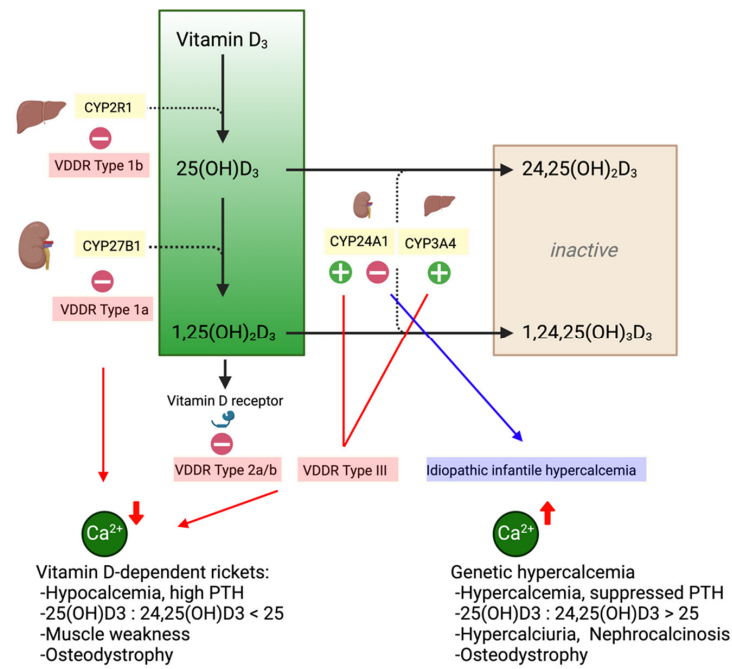 Vitamin D₃
CYP2R1
VDDR Type 1b
25(OH)D₃
24,25(OH)₂D₃
CYP27B1
CYP24A1
CYP3A4
inactive
VDDR Type 1a
1,25(OH)₂D₃
1,24,25(OH)₃D₃
Vitamin D receptor
VDDR Type 2a/b
VDDR Type III
Idiopathic infantile hypercalcemia
Ca²⁺
Vitamin D-dependent rickets:
-Hypocalcemia, high PTH
-25(OH)D3 : 24,25(OH)D3 < 25
-Muscle weakness
-Osteodystrophy
Ca²⁺
Genetic hypercalcemia
-Hypercalcemia, suppressed PTH
-25(OH)D3 : 24,25(OH)D3 > 25
-Hypercalciuria, Nephrocalcinosis
-Osteodystrophy